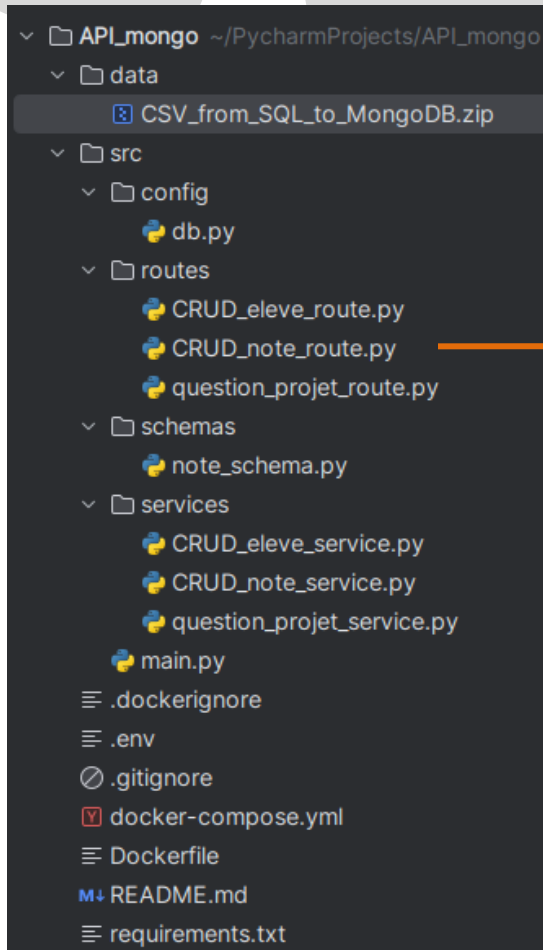 API_mongo ~/PycharmProjects/API_mongo
data
CSV_from_SQL_to_MongoDB.zip
src
config
db.py
routes
CRUD_eleve_route.py
CRUD_note_route.py
question_projet_route.py
schemas
note_schema.py
services
CRUD_eleve_service.py
CRUD_note_service.py
question_projet_service.py
main.py
.dockerignore
.env
.gitignore
Y docker-compose.yml
Dockerfile
M↓ README.md
requirements.txt